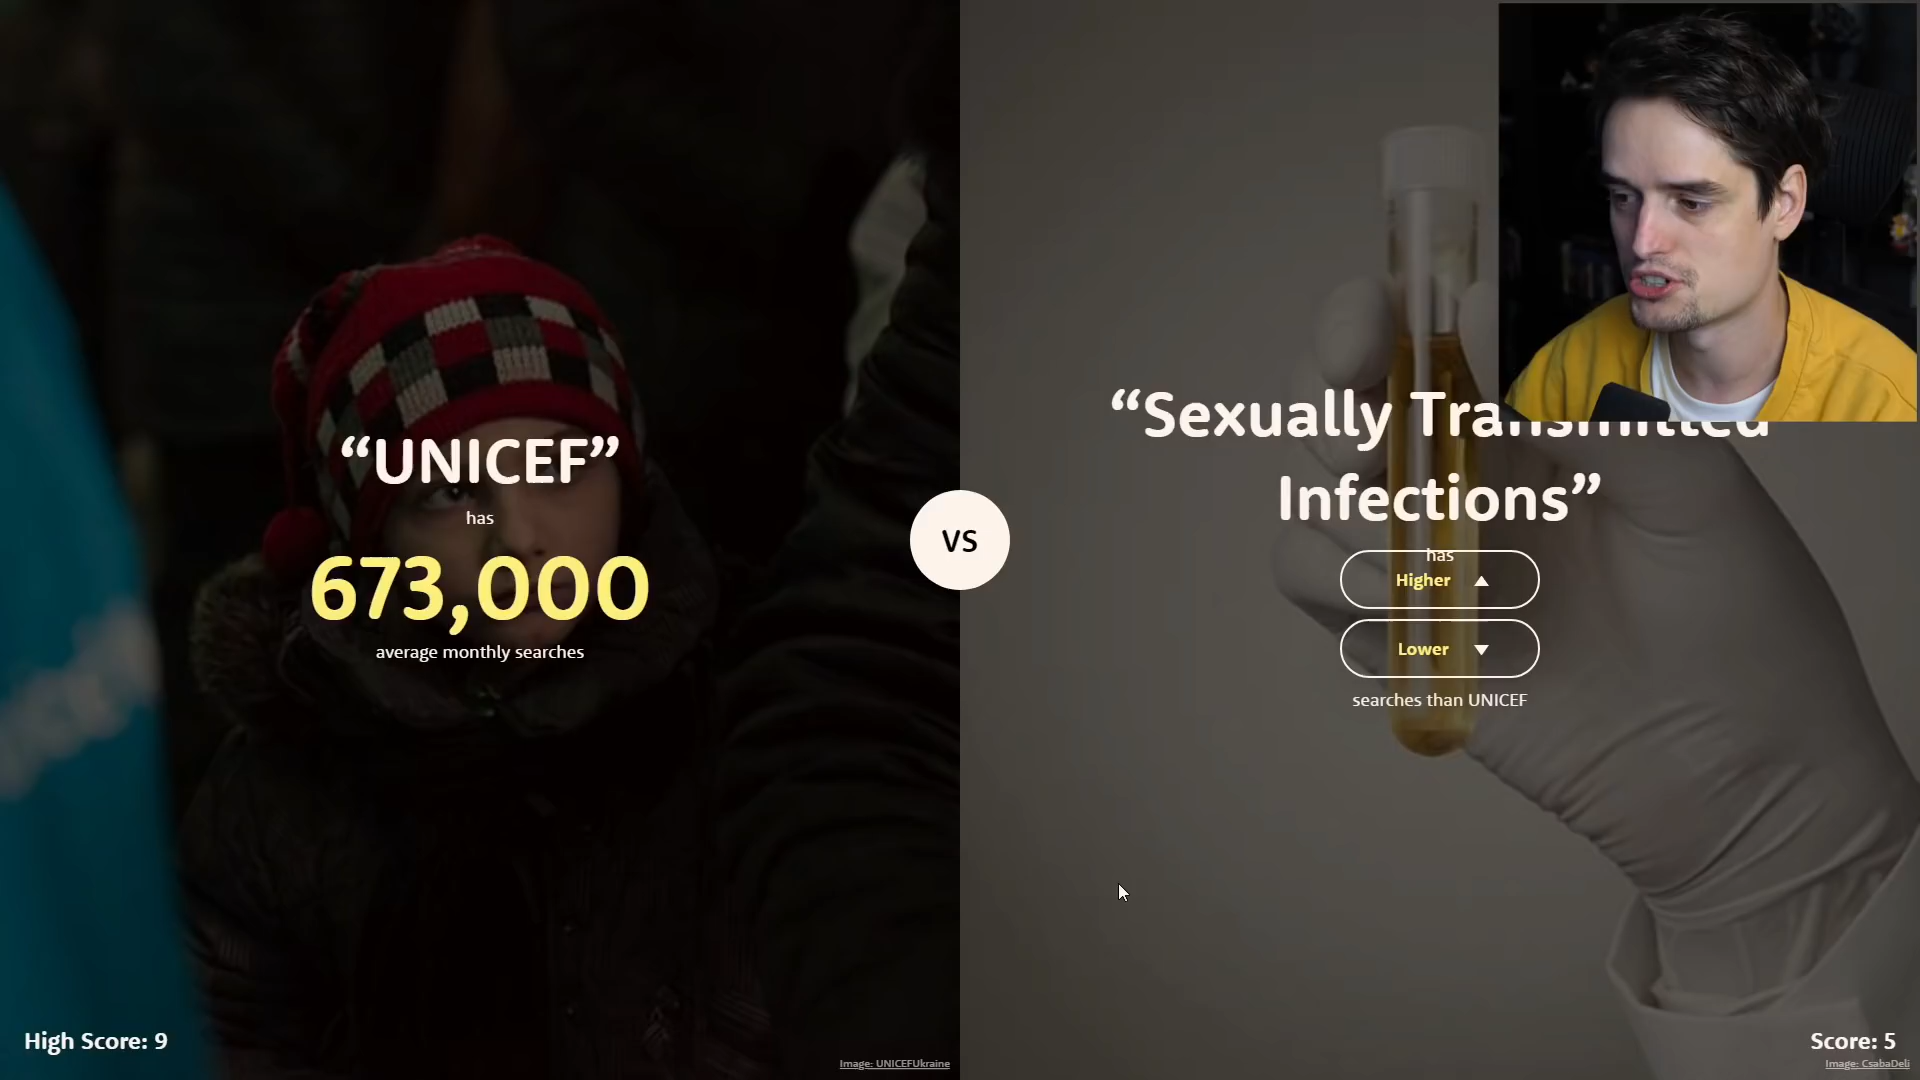 “UNICEF”
has
673,000
average monthly searches
VS
“Sexually Transmitted
Infections”
has
Higher
Lower
searches than UNICEF
High Score: 9
Image: UNICEFUkraine
Score: 5
Image: CsabaDeli